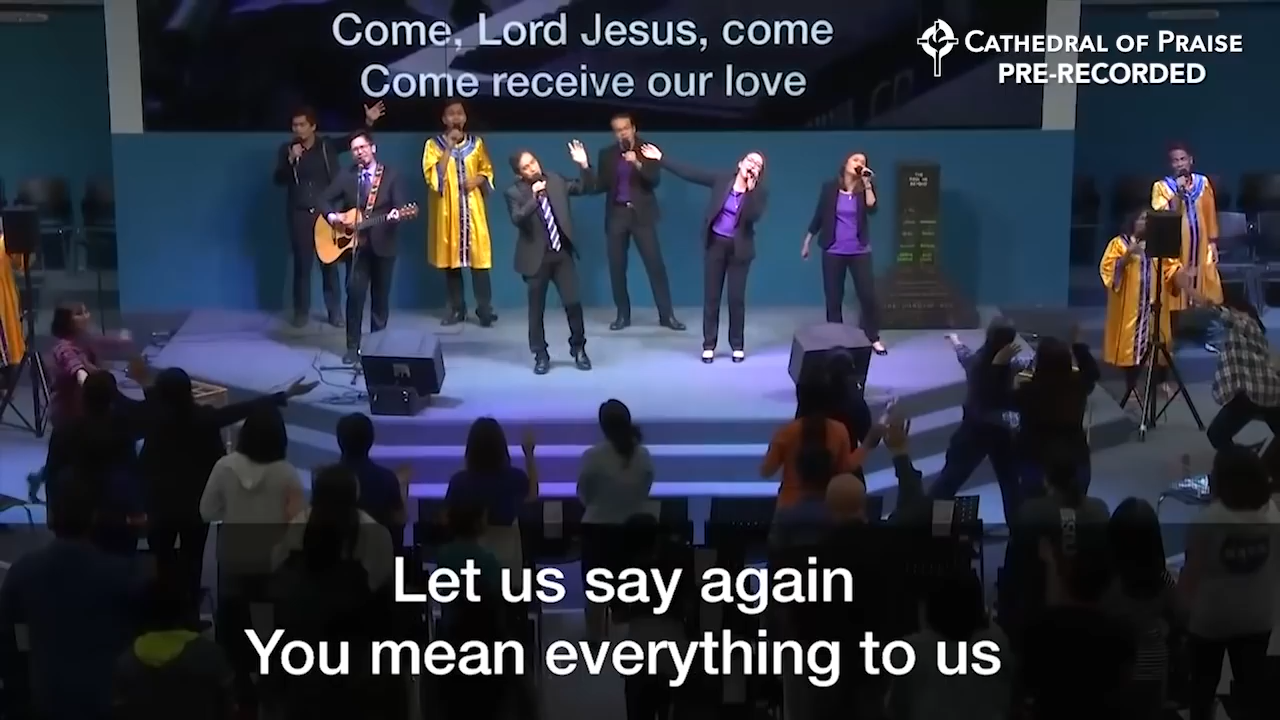 Come, Lord Jesus, come
Come receive our love
CATHEDRAL OF PRAISE
PRE-RECORDED
Let us say again
You mean everything to us